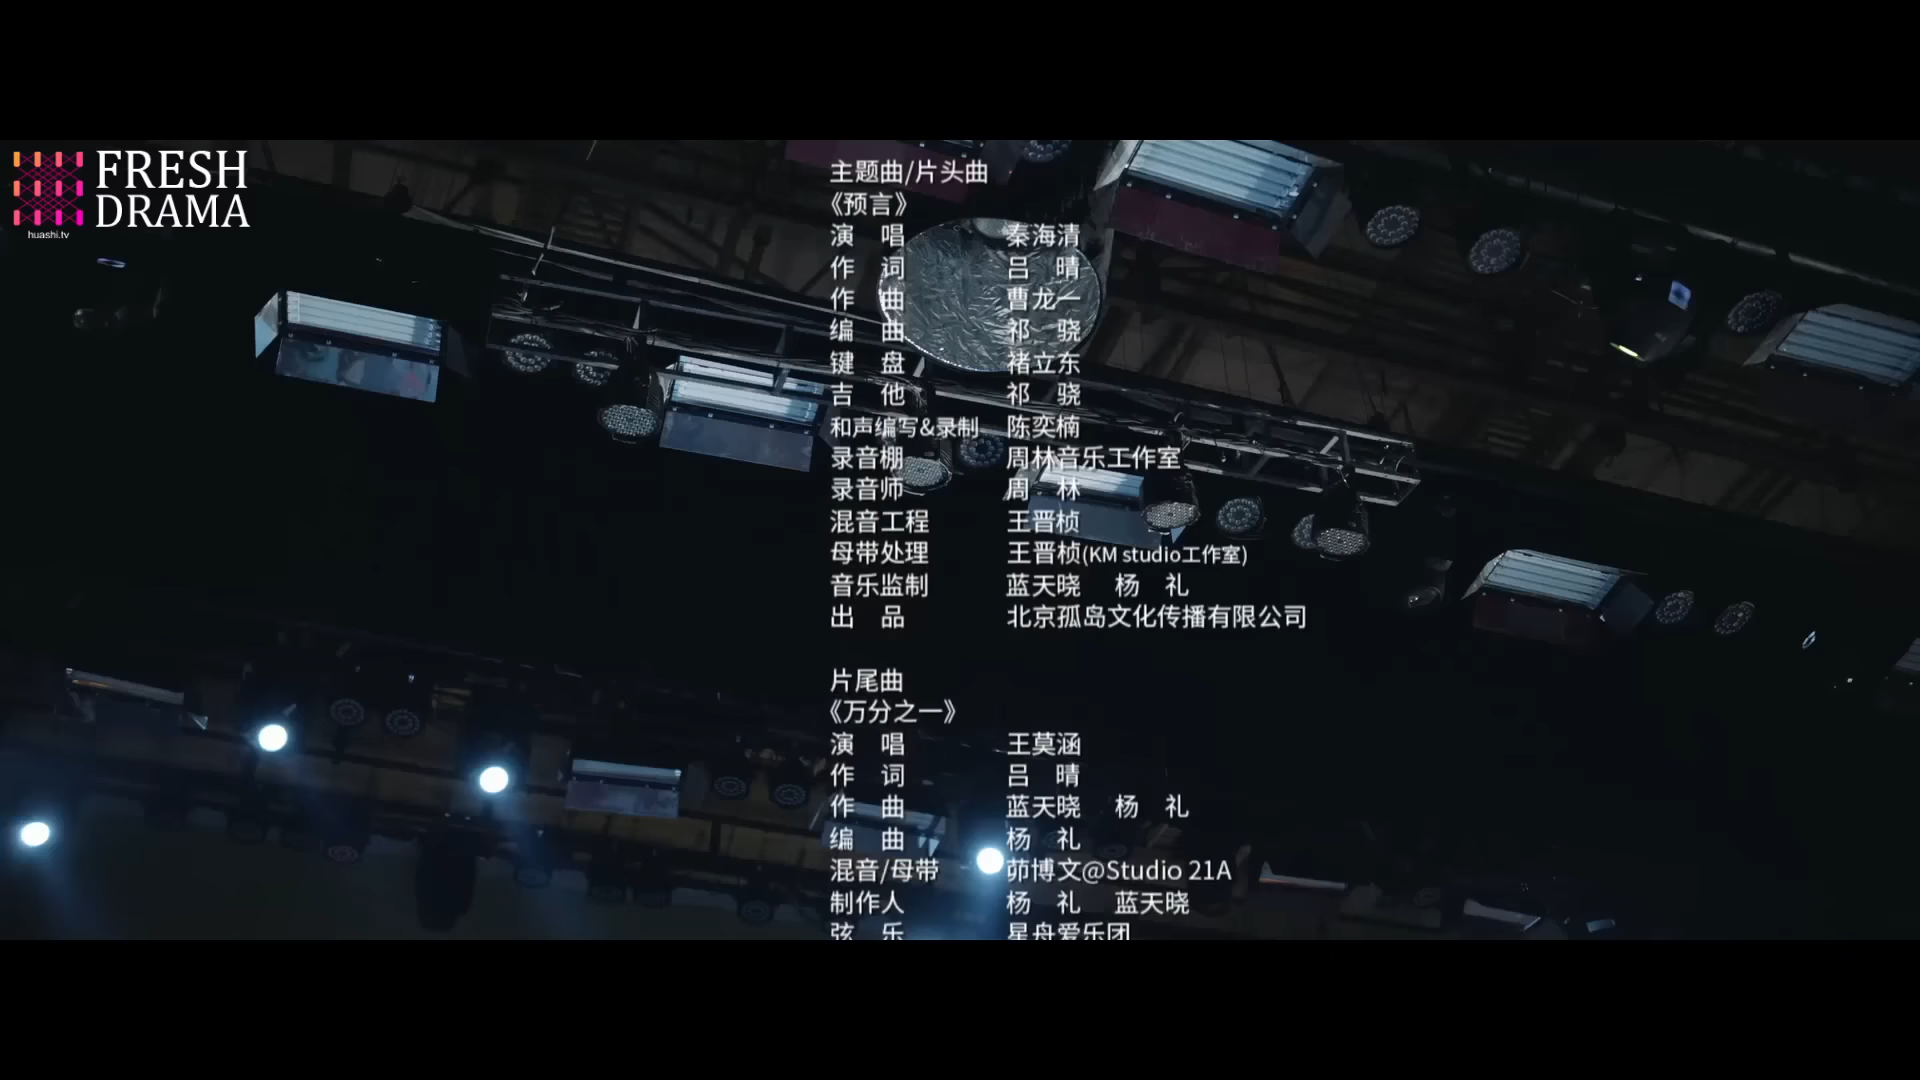 FRESH
DRAMA
huashi.tv
主题曲/片头曲
《预言》
演 唱 秦海清
作 词 吕 晴
作 曲 曹龙一
编 曲 祁 骁
键 盘 褚立东
吉 他 祁 骁
和声编写&录制 陈奕楠
录音棚 周林音乐工作室
录音师 周 林
混音工程 王晋桢
母带处理 王晋桢(KM studio工作室)
音乐监制 蓝天晓 杨 礼
出 品 北京孤岛文化传播有限公司
片尾曲
《万分之一》
演 唱 王莫涵
作 词 吕 晴
作 曲 蓝天晓 杨 礼
编 曲 杨 礼
混音/母带 茆博文@Studio 21A
制作人 杨 礼 蓝天晓
弦 乐 星舟爱乐团